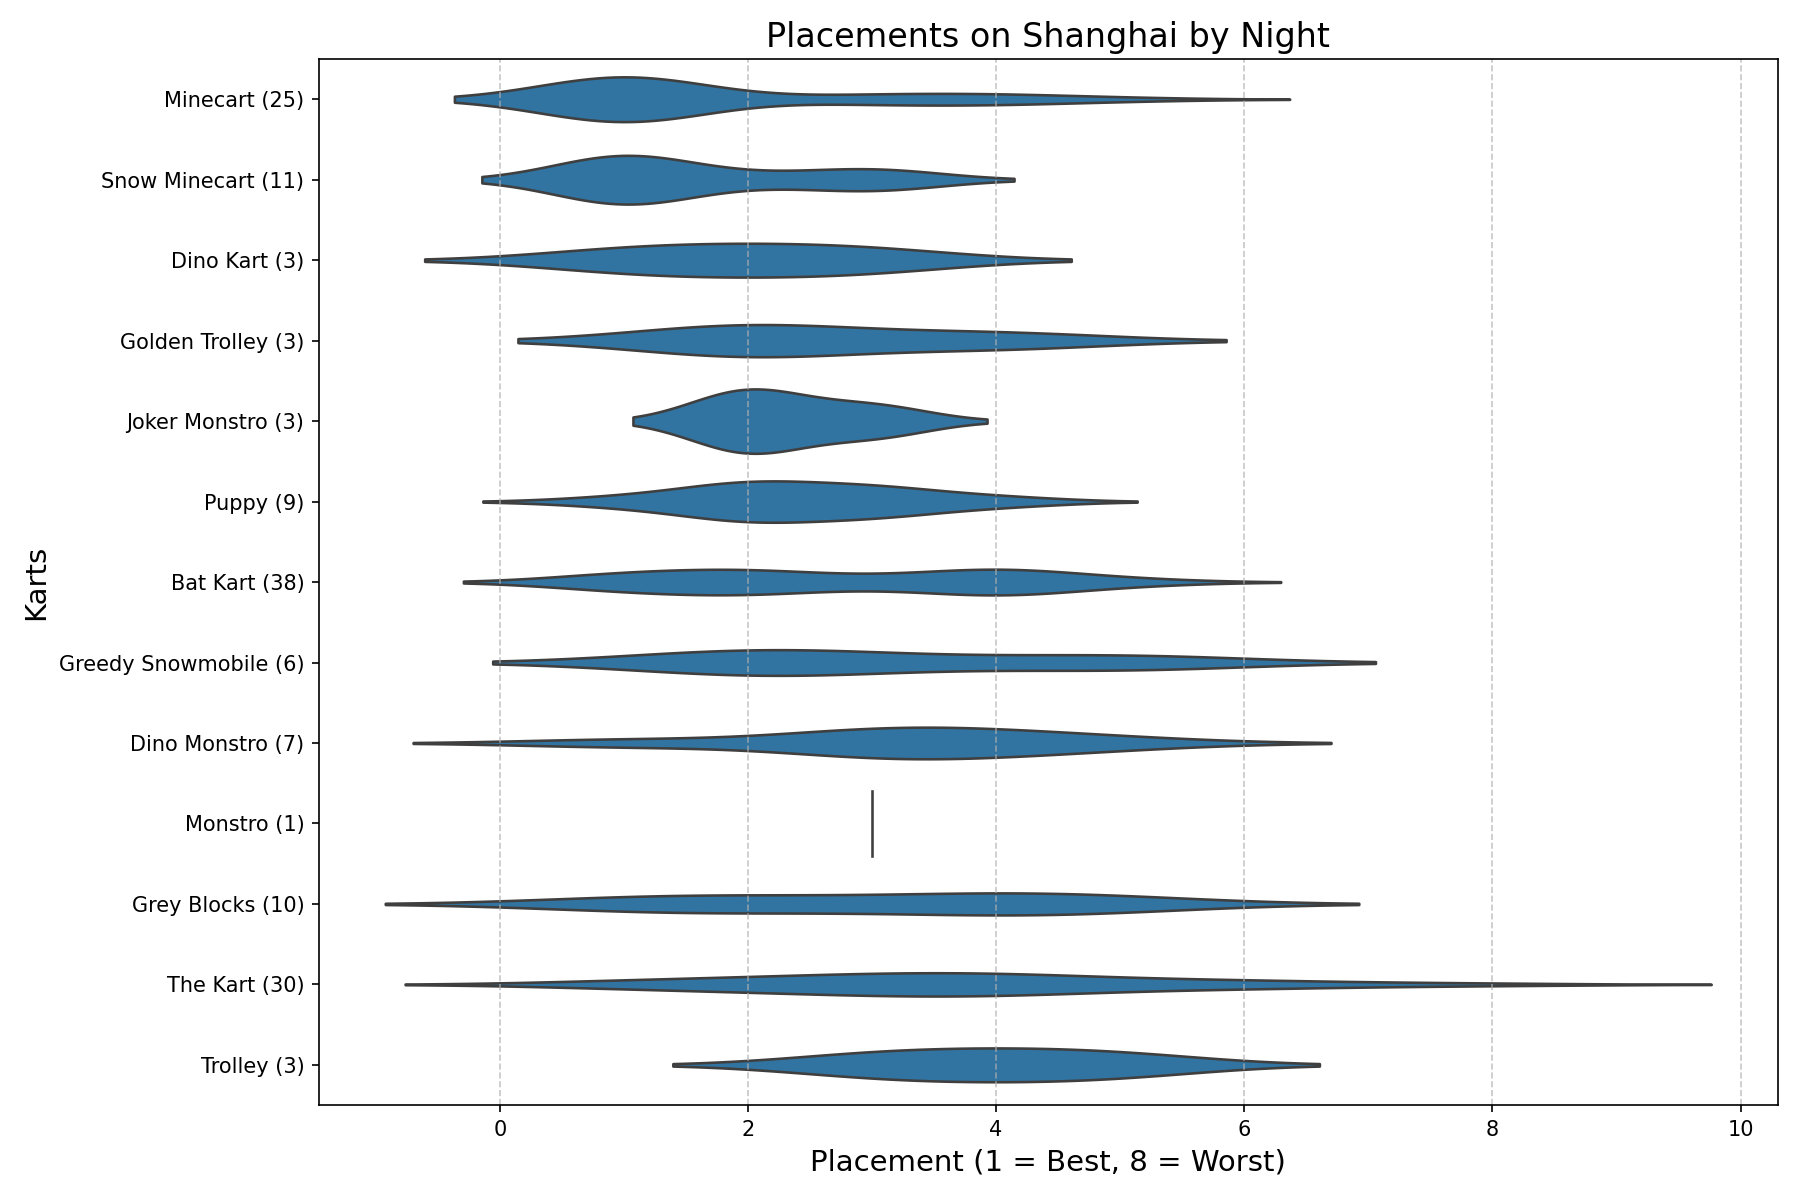 Placements on Shanghai by Night
Minecart (25)
Snow Minecart (11)
Dino Kart (3)
Golden Trolley (3)
Joker Monstro (3)
Puppy (9)
Bat Kart (38)
Greedy Snowmobile (6)
Dino Monstro (7)
Monstro (1)
Grey Blocks (10)
The Kart (30)
Trolley (3)
Karts
0 2 4 6 8 10
Placement (1 = Best, 8 = Worst)